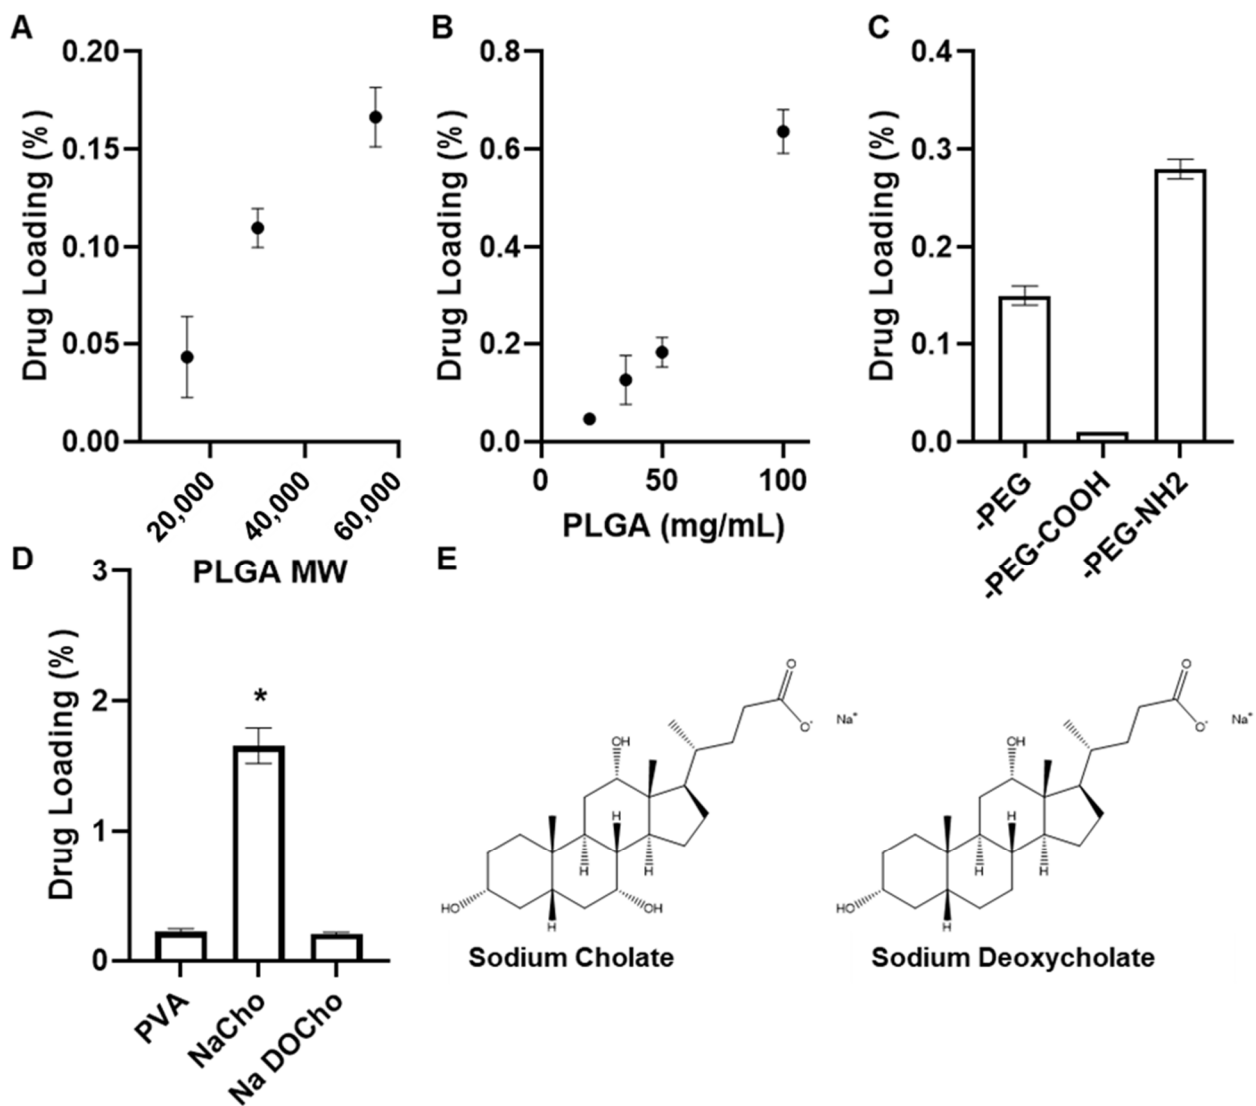 A
0.20
0.15
0.10
0.05
0.00
Drug Loading (%)
20,000
40,000
60,000
PLGA MW
B
0.8
0.6
0.4
0.2
0.0
Drug Loading (%)
0
50
100
PLGA (mg/mL)
C
0.4
0.3
0.2
0.1
0.0
Drug Loading (%)
-PEG
-PEG-COOH
-PEG-NH2
D
3
2
1
0
Drug Loading (%)
*
PVA
NaCho
Na DOCho
E
O
O-
Na+
OH
H
H
H
HO
OH
H
Sodium Cholate
O
O-
Na+
OH
H
H
H
HO
H
Sodium Deoxycholate